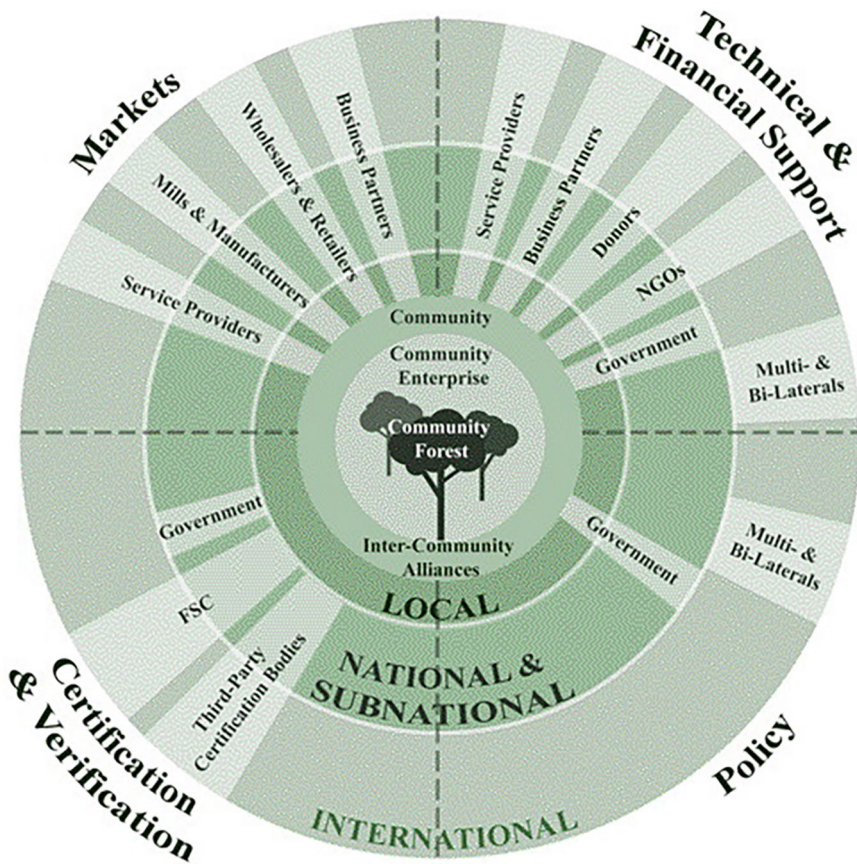 Markets
Technical &
Financial Support
Service Providers
Mills & Manufacturers
Wholesalers & Retailers
Business Partners
Service Providers
Business Partners
Donors
NGOs
Government
Multi- &
Bi-Laterals
Community
Community
Enterprise
Community
Forest
Inter-Community
Alliances
LOCAL
NATIONAL &
SUBNATIONAL
INTERNATIONAL
Government
FSC
Third-Party
Certification Bodies
Certification
& Verification
Government
Multi- &
Bi-Laterals
Policy